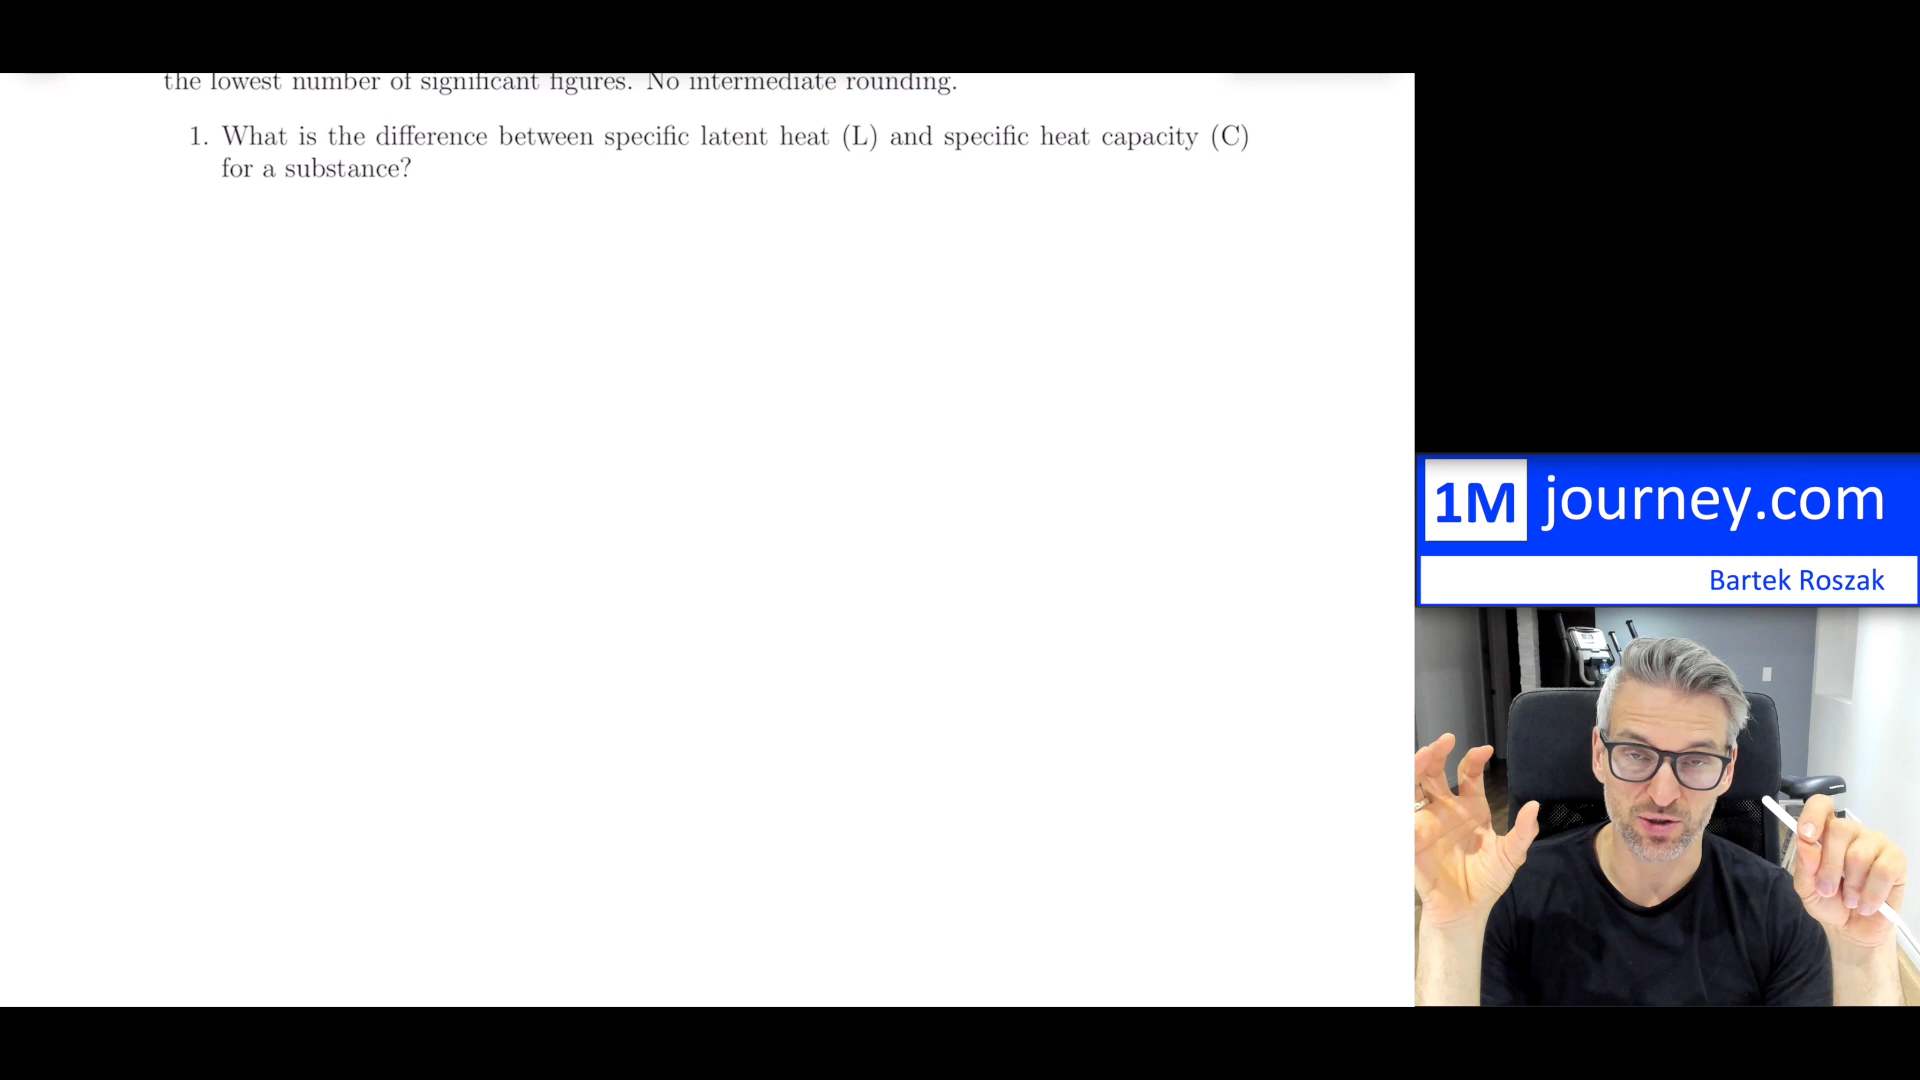 the lowest number of significant figures. No intermediate rounding.
1. What is the difference between specific latent heat (L) and specific heat capacity (C)
for a substance?
1M journey.com
Bartek Roszak